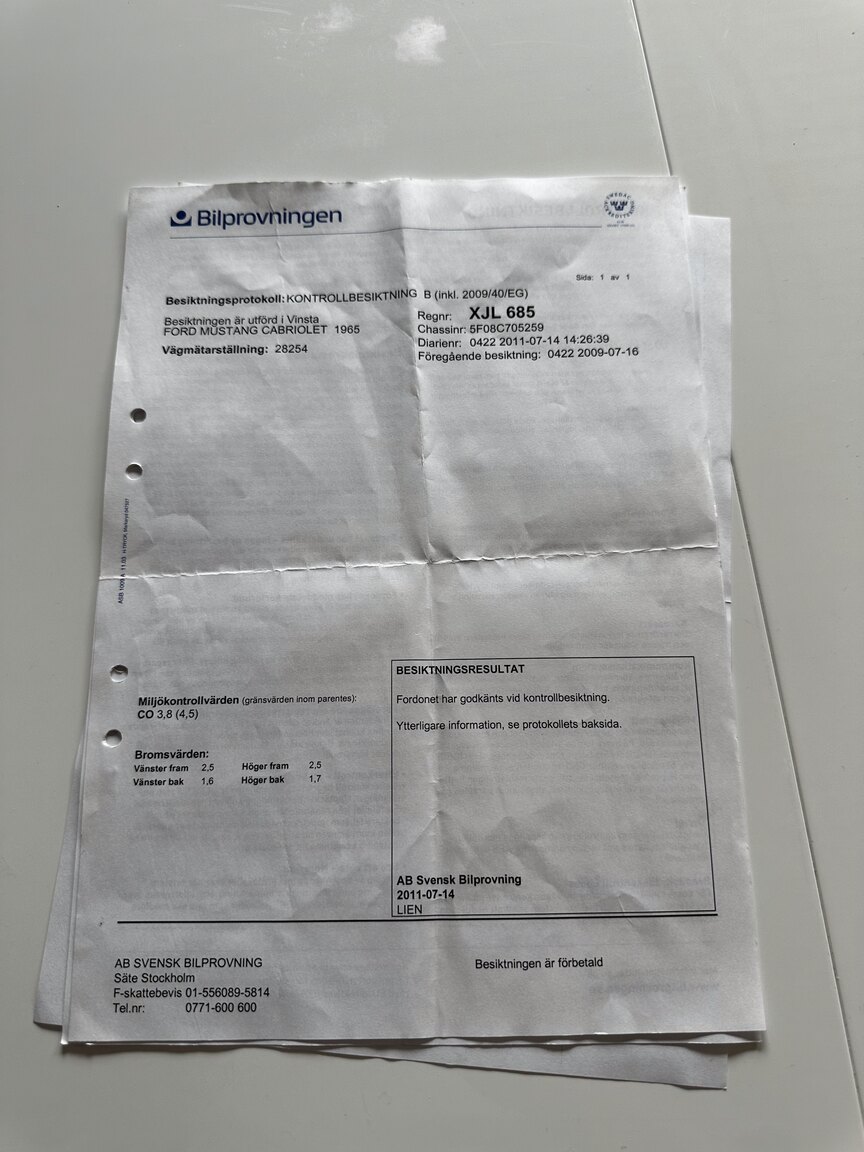 Bilprovningen
SWEDAC
ACKREDITERING
Sida: 1 av 1
Besiktningsprotokoll: KONTROLLBESIKTNING B (inkl. 2009/40/EG)
Besiktningen är utförd i Vinsta
FORD MUSTANG CABRIOLET 1965
Vägmätarställning: 28254
Regnr: XJL 685
Chassinr: 5F08C705259
Diarienr: 0422 2011-07-14 14:26:39
Föregående besiktning: 0422 2009-07-16
Miljökontrollvärden (gränsvärden inom parentes):
CO 3,8 (4,5)
Bromsvärden:
Vänster fram 2,5 Höger fram 2,5
Vänster bak 1,6 Höger bak 1,7
BESIKTNINGSRESULTAT
Fordonet har godkänts vid kontrollbesiktning.
Ytterligare information, se protokollets baksida.
AB Svensk Bilprovning
2011-07-14
LIEN
AB SVENSK BILPROVNING
Säte Stockholm
F-skattebevis 01-556089-5814
Tel.nr: 0771-600 600
Besiktningen är förbetald